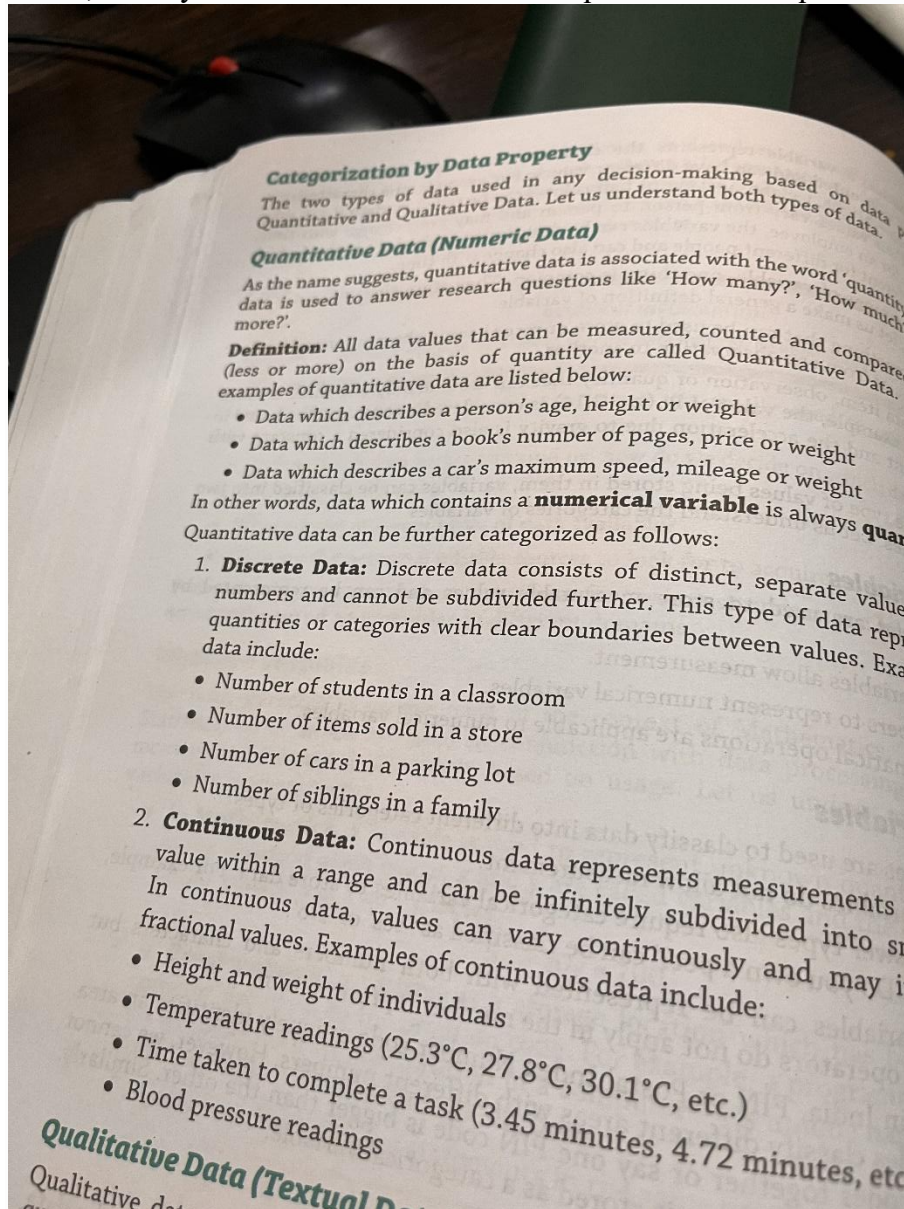 Categorization by Data Property
The two types of data used in any decision-making based on data
Quantitative and Qualitative Data. Let us understand both types of data.
Quantitative Data (Numeric Data)
As the name suggests, quantitative data is associated with the word 'quantity
data is used to answer research questions like 'How many?', 'How much
more?'.
Definition: All data values that can be measured, counted and compare
(less or more) on the basis of quantity are called Quantitative Data.
examples of quantitative data are listed below:
• Data which describes a person's age, height or weight
• Data which describes a book's number of pages, price or weight
• Data which describes a car's maximum speed, mileage or weight
In other words, data which contains a numerical variable is always quan
Quantitative data can be further categorized as follows:
1. Discrete Data: Discrete data consists of distinct, separate value
numbers and cannot be subdivided further. This type of data repr
quantities or categories with clear boundaries between values. Exa
data include:
• Number of students in a classroom
• Number of items sold in a store
• Number of cars in a parking lot
• Number of siblings in a family
2. Continuous Data: Continuous data represents measurements
value within a range and can be infinitely subdivided into sm
In continuous data, values can vary continuously and may i
fractional values. Examples of continuous data include:
• Height and weight of individuals
• Temperature readings (25.3°C, 27.8°C, 30.1°C, etc.)
• Time taken to complete a task (3.45 minutes, 4.72 minutes, etc
• Blood pressure readings
Qualitative Data (Textual
Qualitative